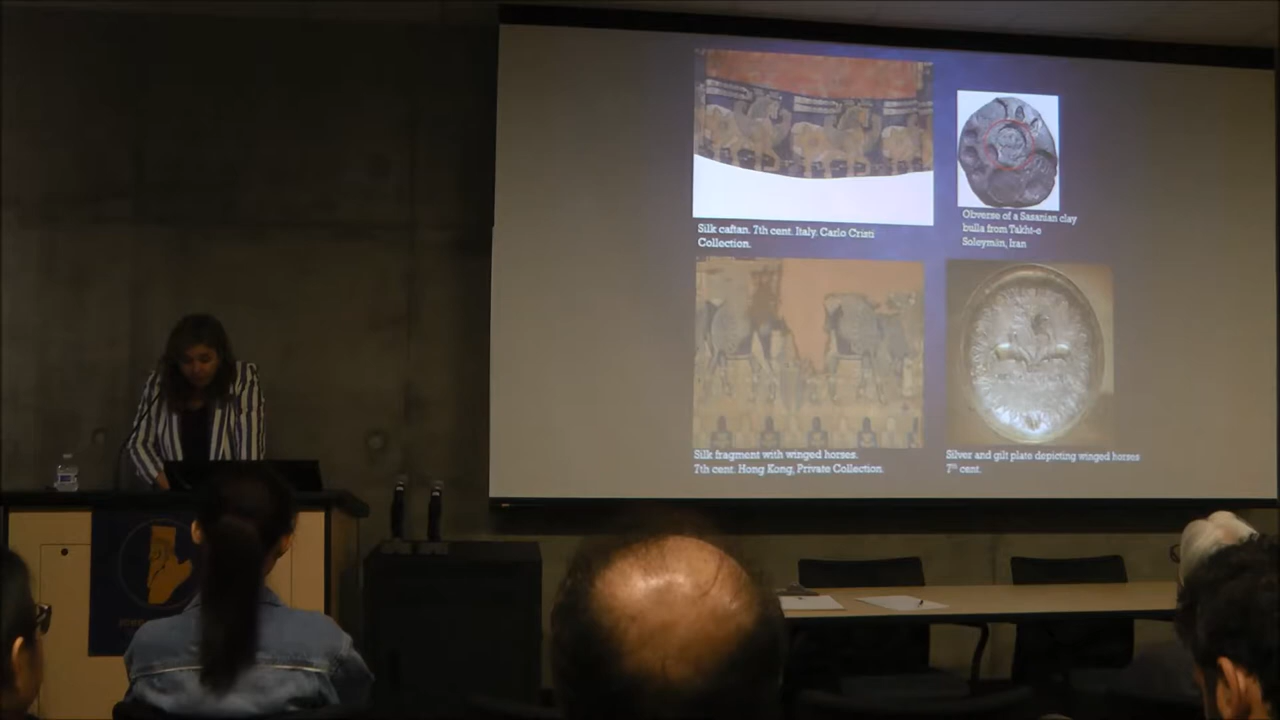 Silk caftan. 7th cent. Italy. Carlo Cristi
Collection.
Obverse of a Sasanian clay
bulla from Takht-e
Soleymān, Iran
Silk fragment with winged horses.
7th cent. Hong Kong, Private Collection.
Silver and gilt plate depicting winged horses
7th cent.